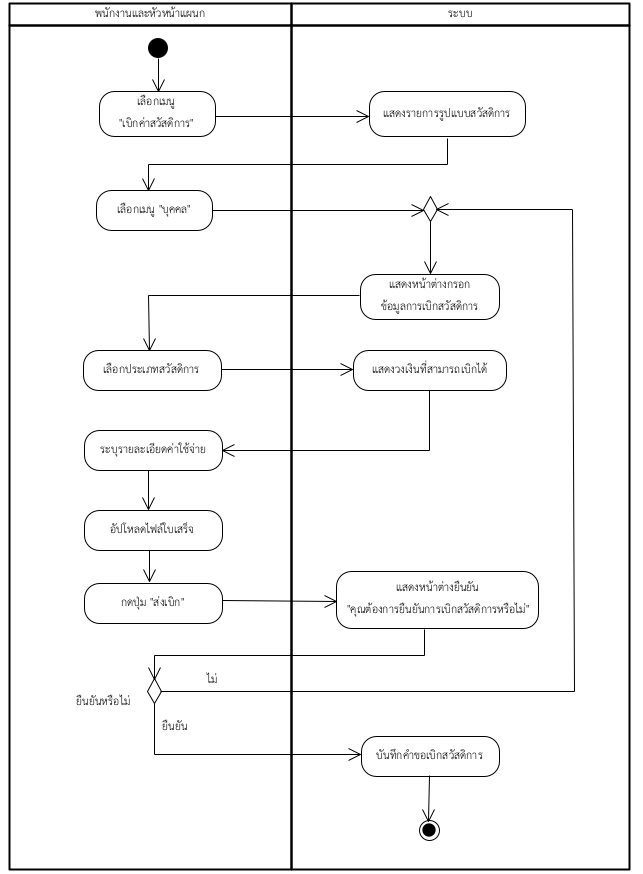 พนักงานและหัวหน้าแผนก
ระบบ
เลือกเมนู
"เบิกค่าสวัสดิการ"
แสดงรายการรูปแบบสวัสดิการ
เลือกเมนู "บุคคล"
แสดงหน้าต่างกรอก
ข้อมูลการเบิกสวัสดิการ
เลือกประเภทสวัสดิการ
แสดงวงเงินที่สามารถเบิกได้
ระบุรายละเอียดค่าใช้จ่าย
อัปโหลดไฟล์ใบเสร็จ
กดปุ่ม "ส่งเบิก"
แสดงหน้าต่างยืนยัน
"คุณต้องการยืนยันการเบิกสวัสดิการหรือไม่"
ไม่
ยืนยันหรือไม่
ยืนยัน
บันทึกคำขอเบิกสวัสดิการ